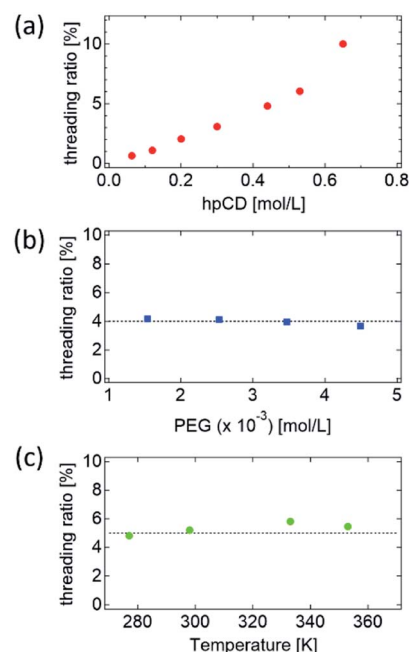 (a)
threading ratio [%]
10
5
0
0.0 0.2 0.4 0.6 0.8
hpCD [mol/L]
(b)
threading ratio [%]
10
8
6
4
2
0
1 2 3 4 5
PEG (x 10⁻³) [mol/L]
(c)
threading ratio [%]
10
8
6
4
2
0
280 300 320 340 360
Temperature [K]